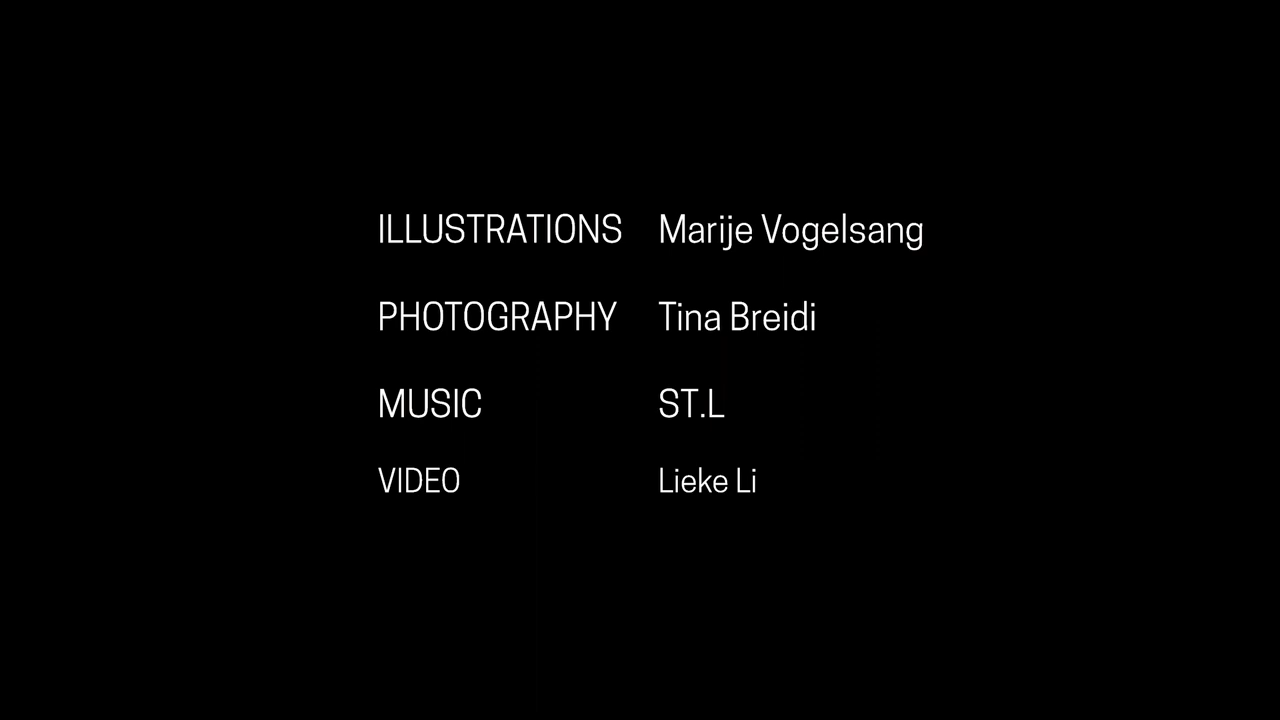 ILLUSTRATIONS Marije Vogelsang
PHOTOGRAPHY Tina Breidi
MUSIC ST.L
VIDEO Lieke Li